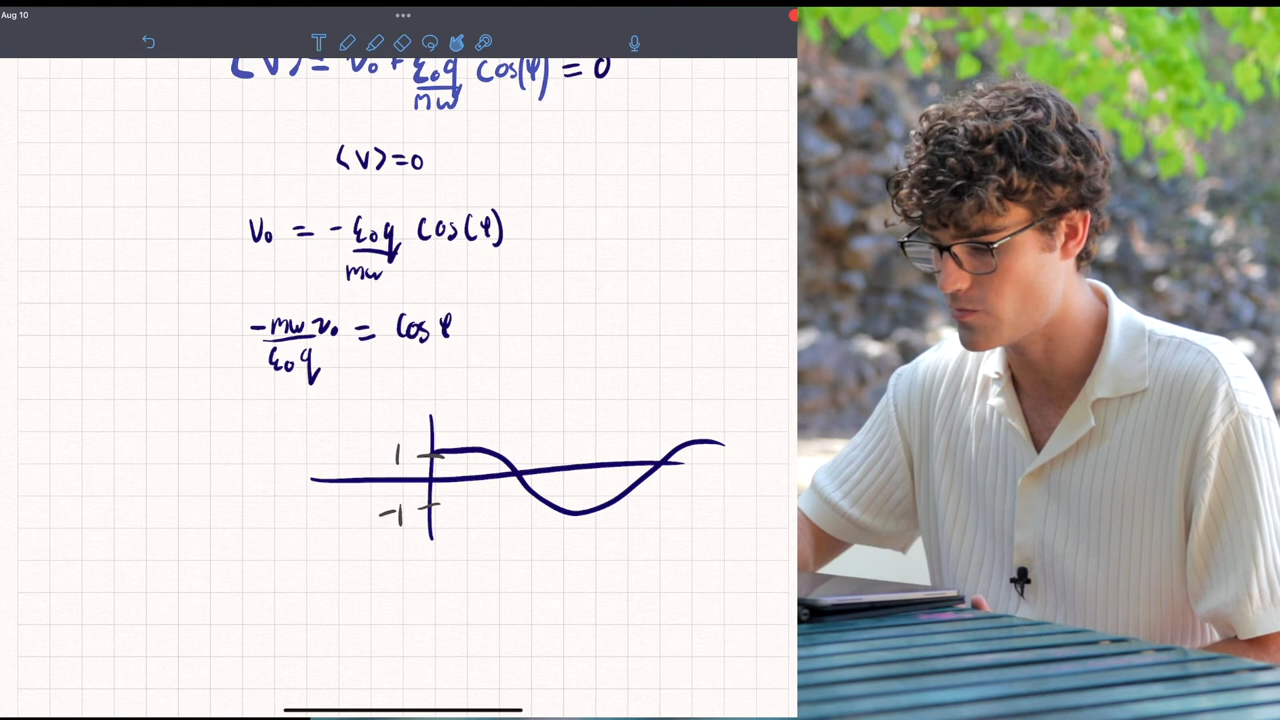 Aug 10
⟨V⟩ = V₀ + ε₀q/mω cos(φ) = 0
⟨V⟩=0
V₀ = - ε₀q/mω cos(φ)
-mωv₀/ε₀q = cos φ
1
-1